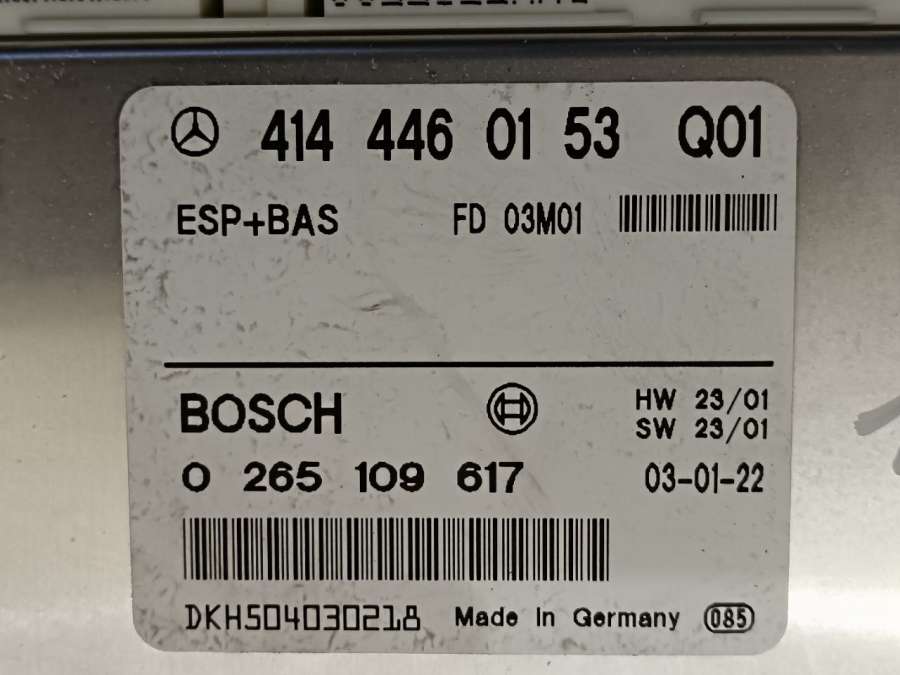 414 446 01 53 Q01
ESP+BAS FD 03M01
BOSCH HW 23/01
SW 23/01
0 265 109 617 03-01-22
DKH504030218 Made In Germany 085